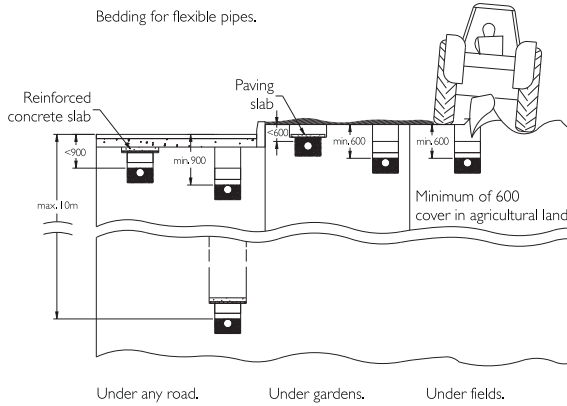 Bedding for flexible pipes.
Reinforced
concrete slab
Paving
slab
<900
min. 900
<600
min. 600
min. 600
max. 10m
Minimum of 600
cover in agricultural land
Under any road.
Under gardens.
Under fields.